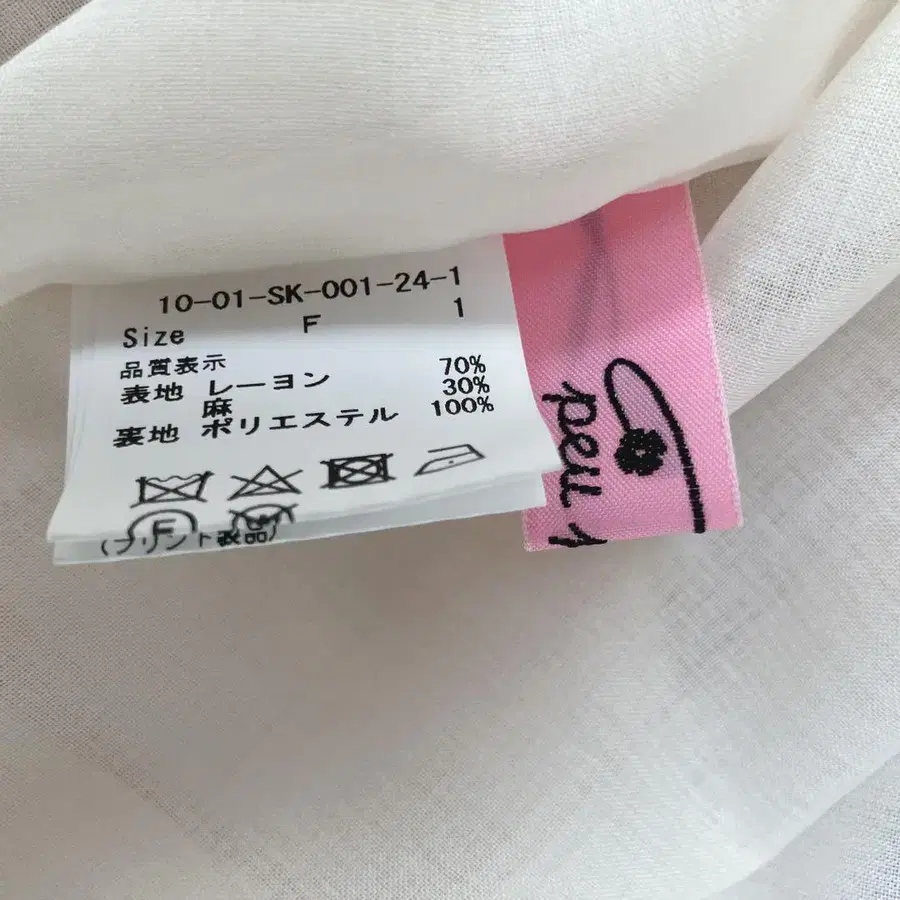 10-01-SK-001-24-1
Size F 1
品質表示
表地 レーヨン 70%
麻 30%
裏地 ポリエステル 100%
F
(プリント製品)
peu